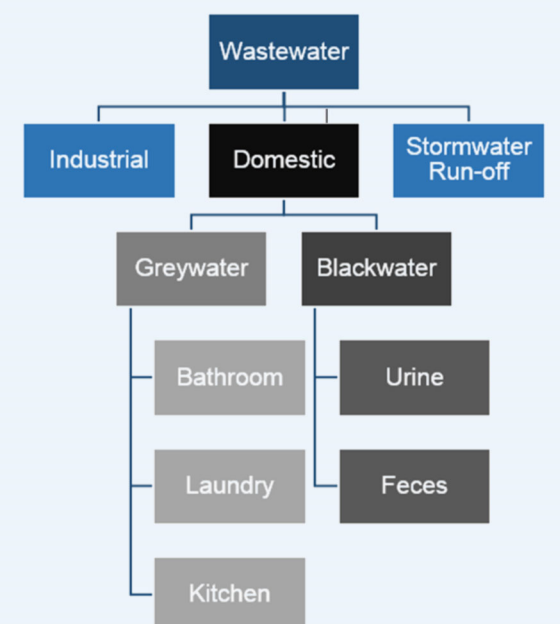 Wastewater
Industrial
Domestic
Stormwater
Run-off
Greywater
Blackwater
Bathroom
Urine
Laundry
Feces
Kitchen